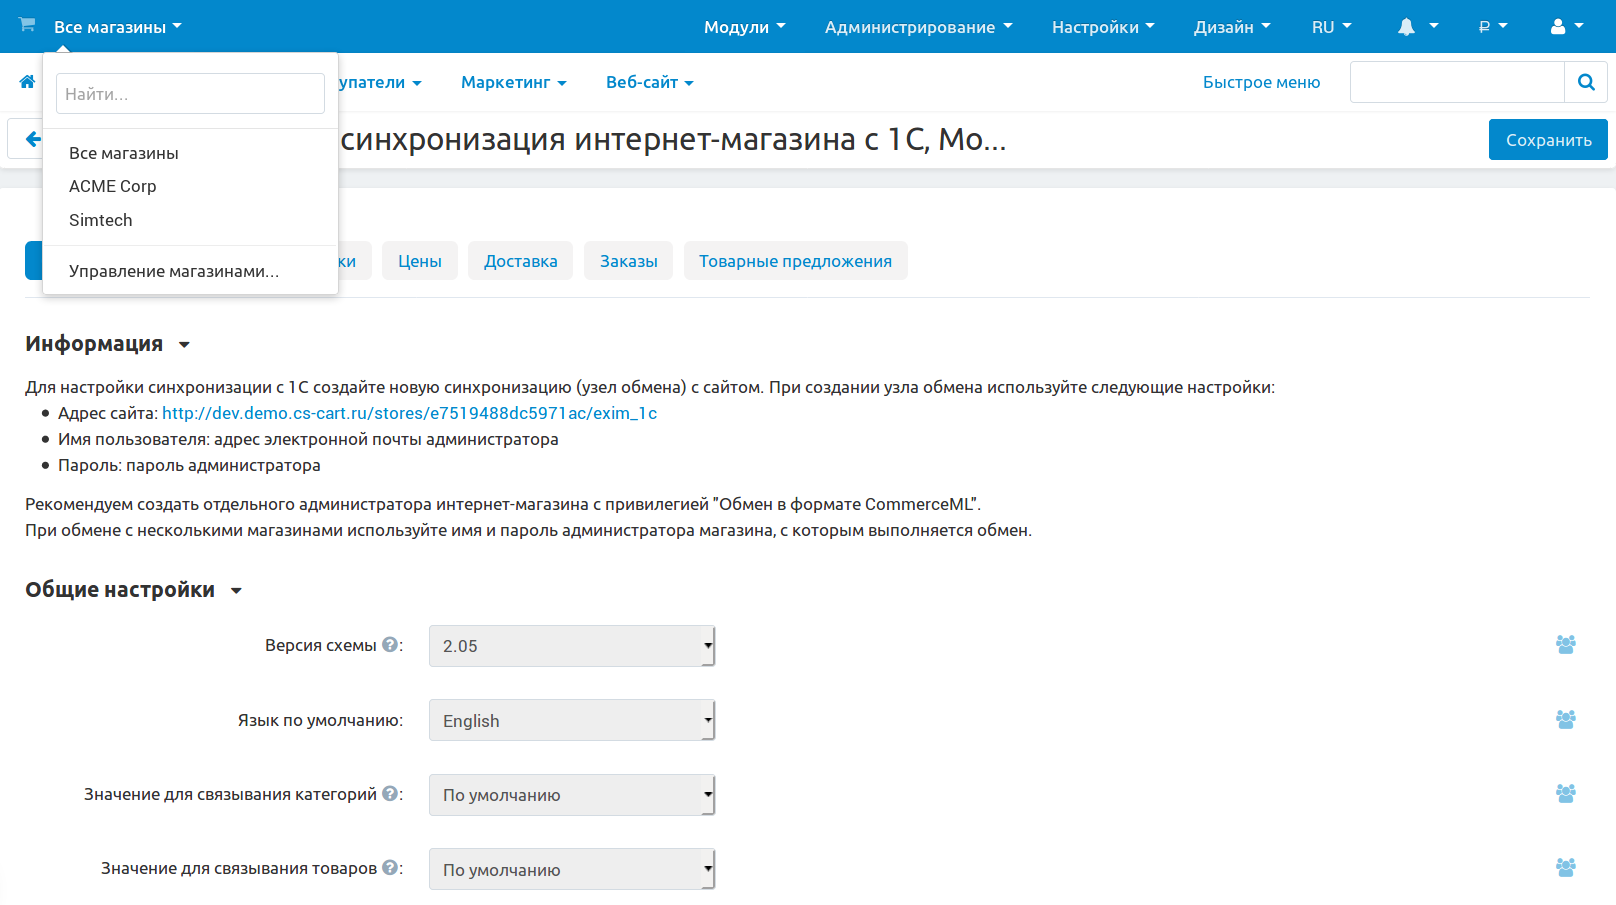 Все магазины
Модули
Администрирование
Настройки
Дизайн
RU
₽
Найти...
упатели
Маркетинг
Веб-сайт
Быстрое меню
синхронизация интернет-магазина с 1С, Мо...
Сохранить
Все магазины
ACME Corp
Simtech
Управление магазинами...
ки
Цены
Доставка
Заказы
Товарные предложения
Информация
Для настройки синхронизации с 1С создайте новую синхронизацию (узел обмена) с сайтом. При создании узла обмена используйте следующие настройки:
Адрес сайта: http://dev.demo.cs-cart.ru/stores/e7519488dc5971ac/exim_1c
Имя пользователя: адрес электронной почты администратора
Пароль: пароль администратора
Рекомендуем создать отдельного администратора интернет-магазина с привилегией "Обмен в формате CommerceML".
При обмене с несколькими магазинами используйте имя и пароль администратора магазина, с которым выполняется обмен.
Общие настройки
Версия схемы ?: 2.05
Язык по умолчанию: English
Значение для связывания категорий ?: По умолчанию
Значение для связывания товаров ?: По умолчанию